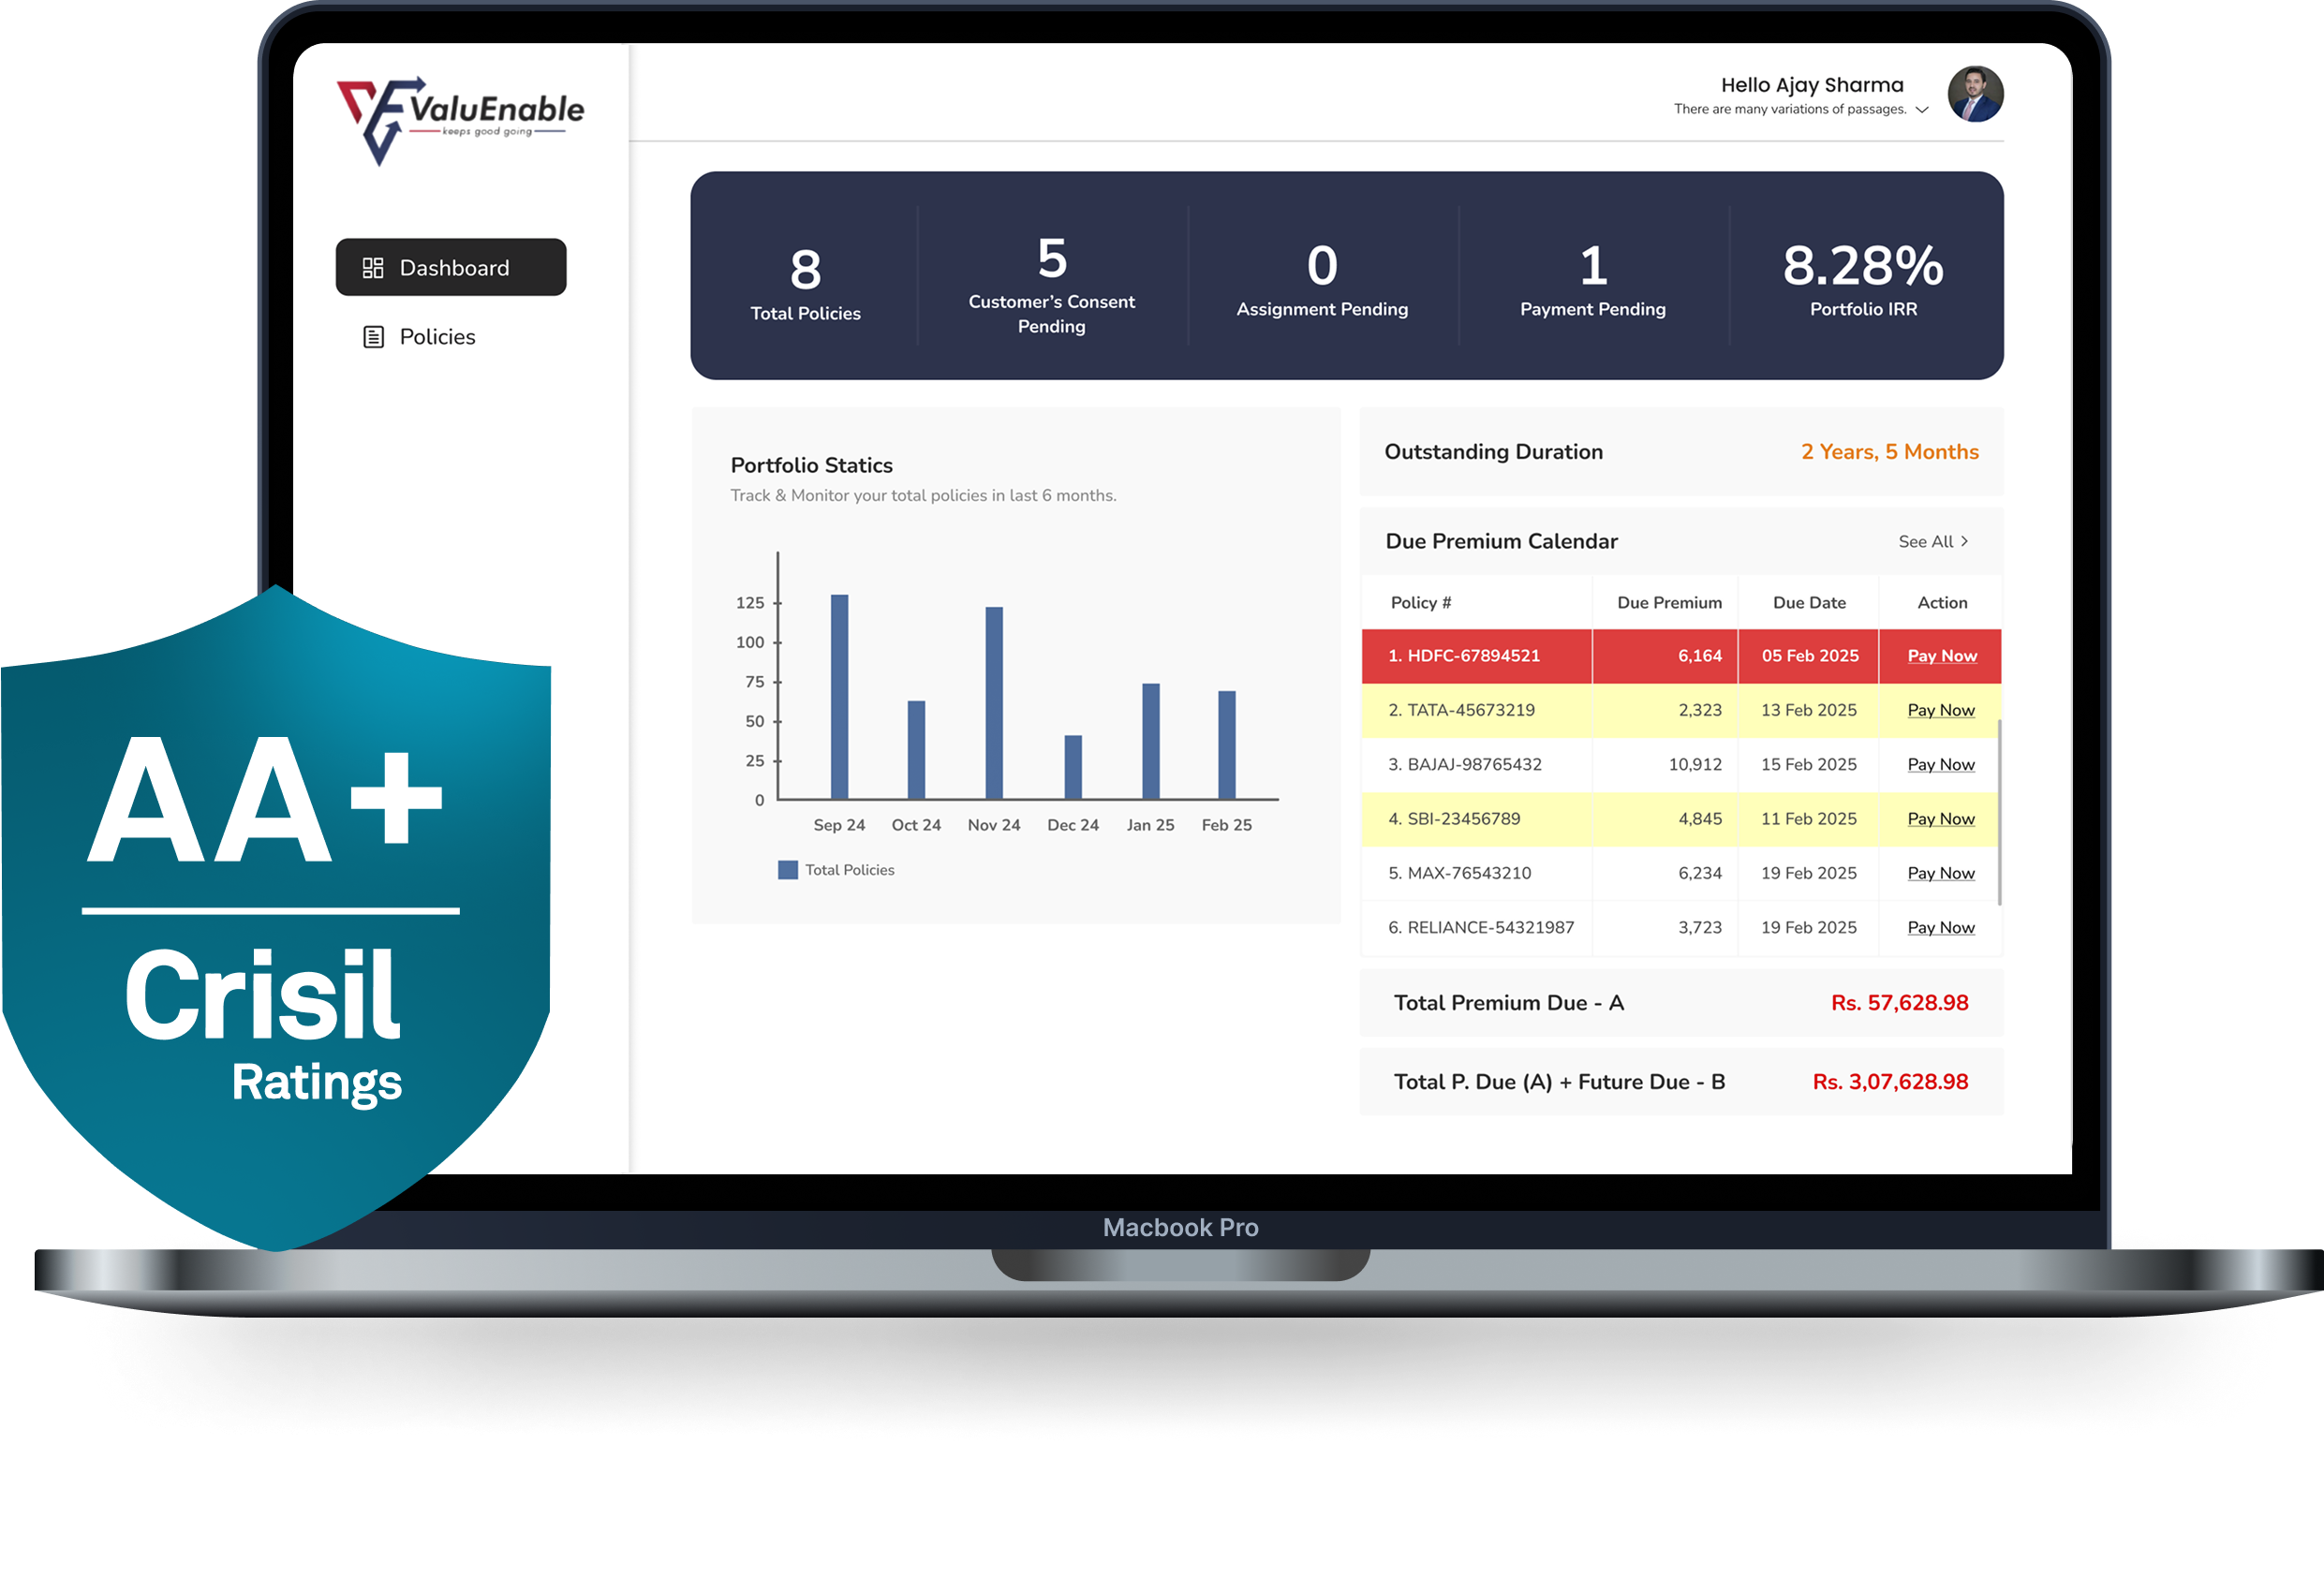 ValuEnable
keeps good going
Hello Ajay Sharma
There are many variations of passages.
Dashboard
Policies
8
Total Policies
5
Customer's Consent
Pending
0
Assignment Pending
1
Payment Pending
8.28%
Portfolio IRR
Portfolio Statics
Track & Monitor your total policies in last 6 months.
125
100
75
50
25
0
Sep 24 Oct 24 Nov 24 Dec 24 Jan 25 Feb 25
Total Policies
Outstanding Duration 2 Years, 5 Months
Due Premium Calendar See All >
Policy # Due Premium Due Date Action
1. HDFC-67894521 6,164 05 Feb 2025 Pay Now
2. TATA-45673219 2,323 13 Feb 2025 Pay Now
3. BAJAJ-98765432 10,912 15 Feb 2025 Pay Now
4. SBI-23456789 4,845 11 Feb 2025 Pay Now
5. MAX-76543210 6,234 19 Feb 2025 Pay Now
6. RELIANCE-54321987 3,723 19 Feb 2025 Pay Now
Total Premium Due - A Rs. 57,628.98
Total P. Due (A) + Future Due - B Rs. 3,07,628.98
AA+
Crisil
Ratings
Macbook Pro